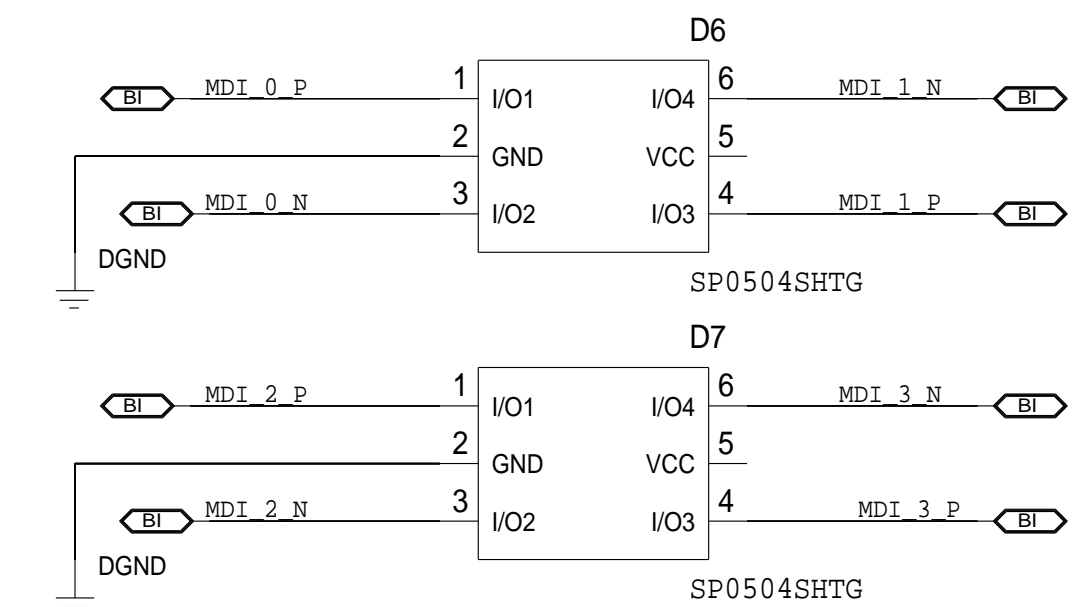 D6
BI MDI_0_P 1 I/O1 I/O4 6 MDI_1_N BI
2 GND VCC 5
BI MDI_0_N 3 I/O2 I/O3 4 MDI_1_P BI
DGND
SP0504SHTG
D7
BI MDI_2_P 1 I/O1 I/O4 6 MDI_3_N BI
2 GND VCC 5
BI MDI_2_N 3 I/O2 I/O3 4 MDI_3_P BI
DGND
SP0504SHTG